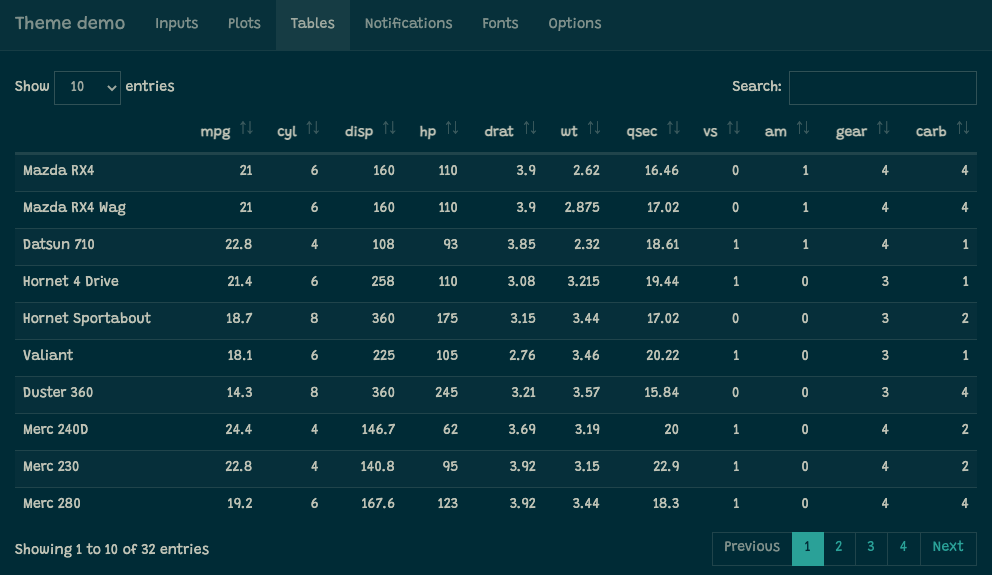 Theme demo Inputs Plots Tables Notifications Fonts Options
Show 10 entries Search:
mpg cyl disp hp drat wt qsec vs am gear carb
Mazda RX4 21 6 160 110 3.9 2.62 16.46 0 1 4 4
Mazda RX4 Wag 21 6 160 110 3.9 2.875 17.02 0 1 4 4
Datsun 710 22.8 4 108 93 3.85 2.32 18.61 1 1 4 1
Hornet 4 Drive 21.4 6 258 110 3.08 3.215 19.44 1 0 3 1
Hornet Sportabout 18.7 8 360 175 3.15 3.44 17.02 0 0 3 2
Valiant 18.1 6 225 105 2.76 3.46 20.22 1 0 3 1
Duster 360 14.3 8 360 245 3.21 3.57 15.84 0 0 3 4
Merc 240D 24.4 4 146.7 62 3.69 3.19 20 1 0 4 2
Merc 230 22.8 4 140.8 95 3.92 3.15 22.9 1 0 4 2
Merc 280 19.2 6 167.6 123 3.92 3.44 18.3 1 0 4 4
Showing 1 to 10 of 32 entries Previous 1 2 3 4 Next